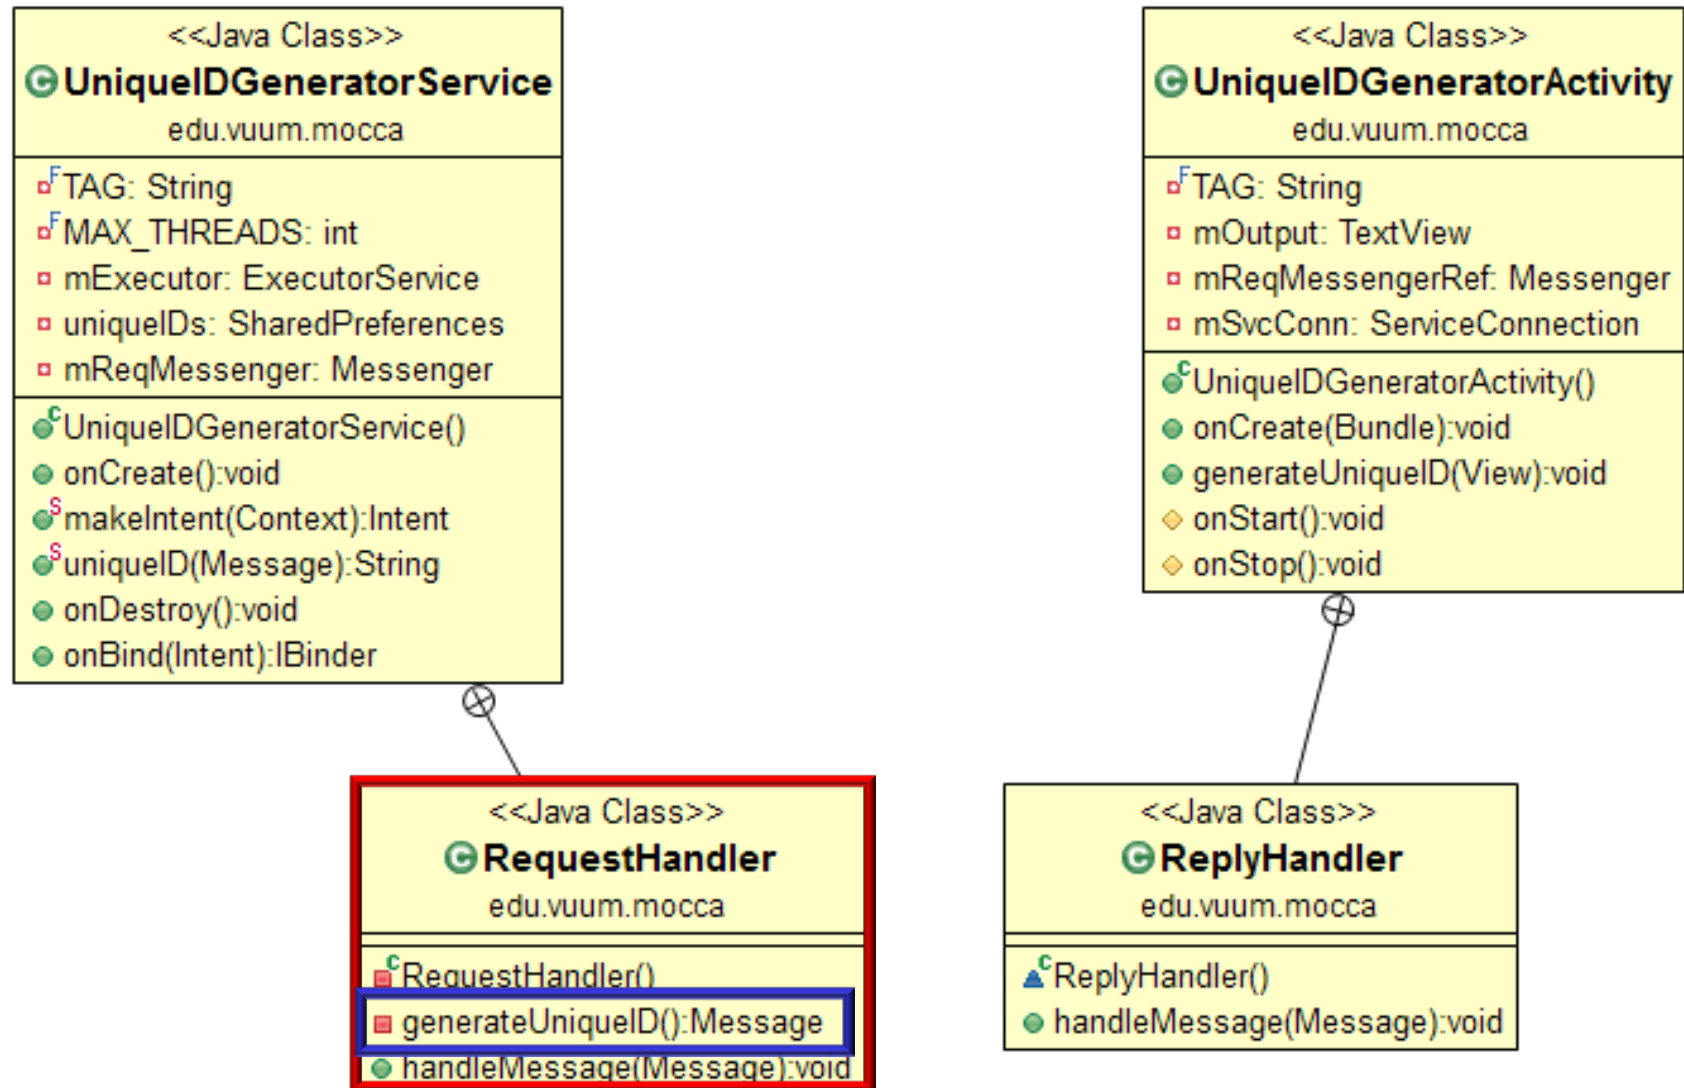 <<Java Class>>
UniqueIDGeneratorService
edu.vuum.mocca
TAG: String
MAX_THREADS: int
mExecutor: ExecutorService
uniqueIDs: SharedPreferences
mReqMessenger: Messenger
UniqueIDGeneratorService()
onCreate():void
makeIntent(Context):Intent
uniqueID(Message):String
onDestroy():void
onBind(Intent):IBinder
<<Java Class>>
UniqueIDGeneratorActivity
edu.vuum.mocca
TAG: String
mOutput: TextView
mReqMessengerRef: Messenger
mSvcConn: ServiceConnection
UniqueIDGeneratorActivity()
onCreate(Bundle):void
generateUniqueID(View):void
onStart():void
onStop():void
<<Java Class>>
RequestHandler
edu.vuum.mocca
RequestHandler()
generateUniqueID():Message
handleMessage(Message):void
<<Java Class>>
ReplyHandler
edu.vuum.mocca
ReplyHandler()
handleMessage(Message):void